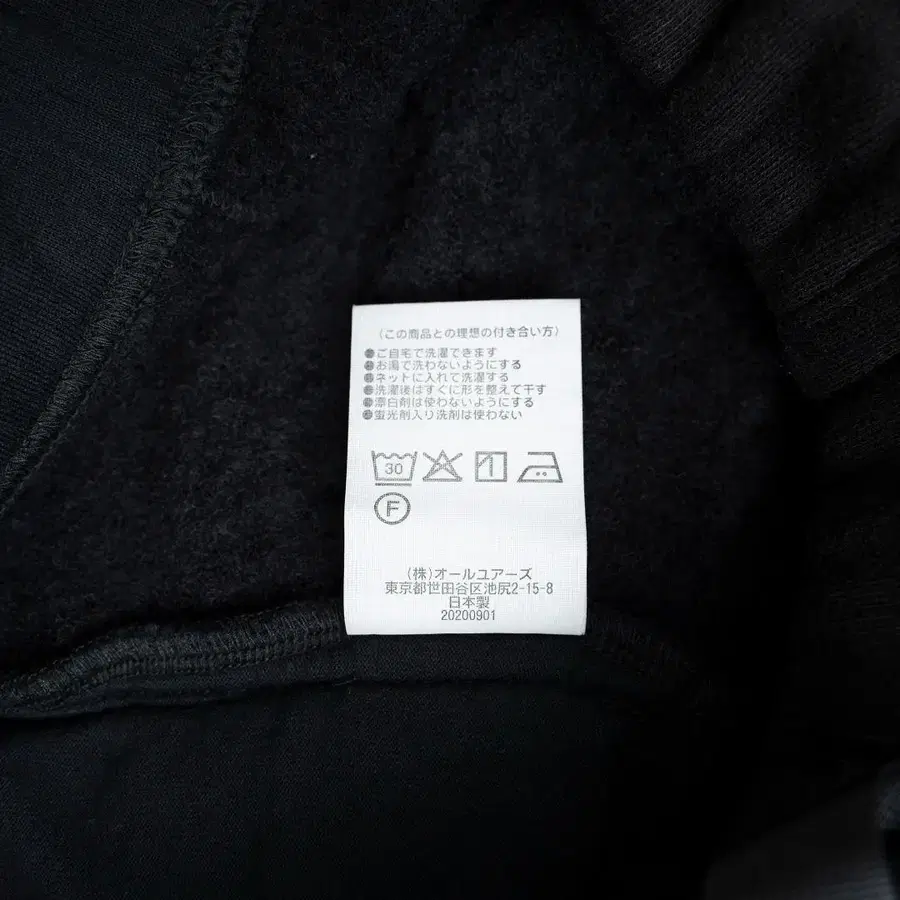 (この商品との理想の付き合い方)
●ご自宅で洗濯できます
●お湯で洗わないようにする
●ネットに入れて洗濯する
●洗濯後はすぐに形を整えて干す
●漂白剤は使わないようにする
●蛍光剤入り洗剤は使わない
30
F
(株)オールユアーズ
東京都世田谷区池尻2-15-8
日本製
20200901